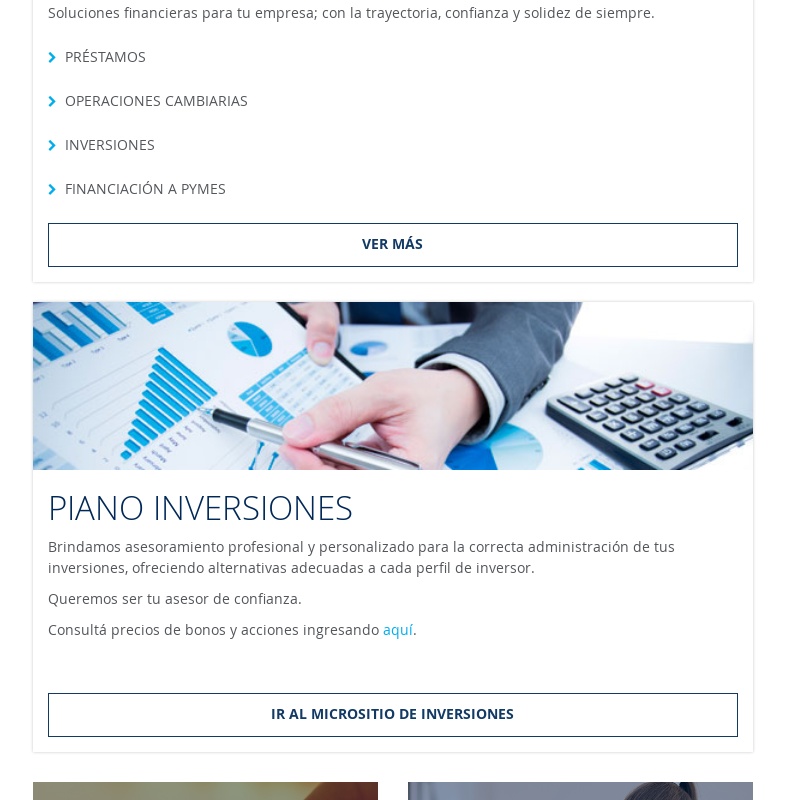 Soluciones financieras para tu empresa; con la trayectoria, confianza y solidez de siempre.
PRÉSTAMOS
OPERACIONES CAMBIARIAS
INVERSIONES
FINANCIACIÓN A PYMES
VER MÁS
PIANO INVERSIONES
Brindamos asesoramiento profesional y personalizado para la correcta administración de tus
inversiones, ofreciendo alternativas adecuadas a cada perfil de inversor.
Queremos ser tu asesor de confianza.
Consultá precios de bonos y acciones ingresando aquí.
IR AL MICROSITIO DE INVERSIONES